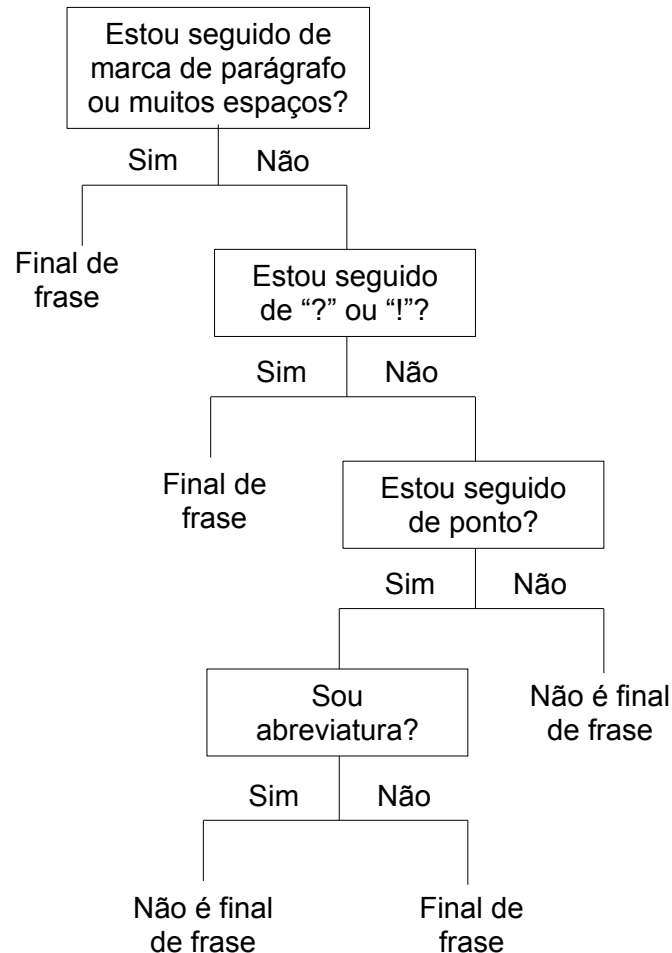 Estou seguido de
marca de parágrafo
ou muitos espaços?
Sim
Não
Final de
frase
Estou seguido
de “?” ou “!”?
Sim
Não
Final de
frase
Estou seguido
de ponto?
Sim
Não
Sou
abreviatura?
Não é final
de frase
Sim
Não
Não é final
de frase
Final de
frase